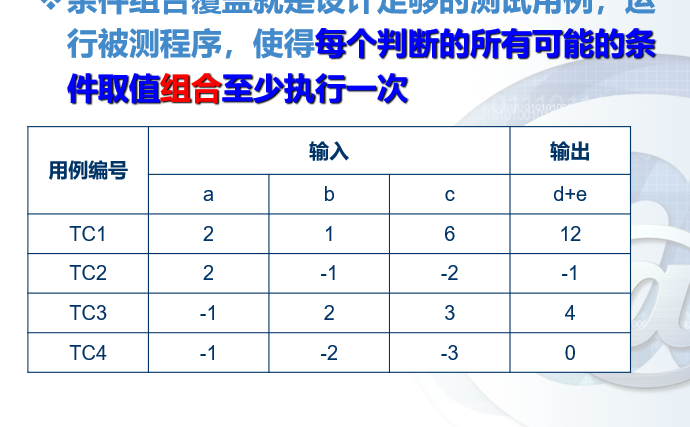 ❖条件组合覆盖就是设计足够的测试用例，运
行被测程序，使得每个判断的所有可能的条
件取值组合至少执行一次
用例编号 输入 输出
a b c d+e
TC1 2 1 6 12
TC2 2 -1 -2 -1
TC3 -1 2 3 4
TC4 -1 -2 -3 0